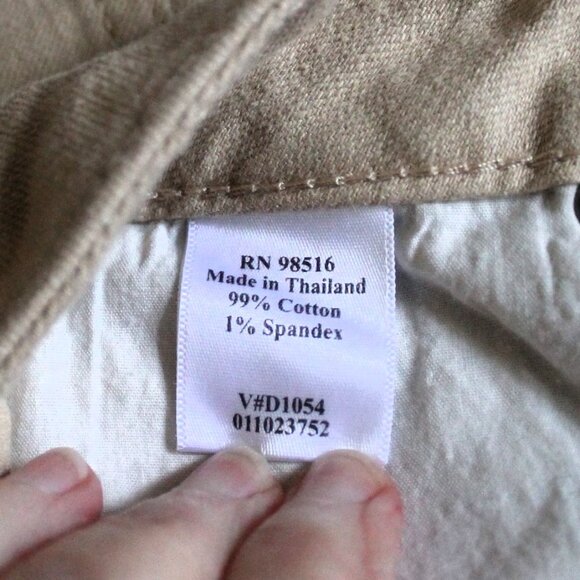 RN 98516
Made in Thailand
99% Cotton
1% Spandex
V#D1054
011023752